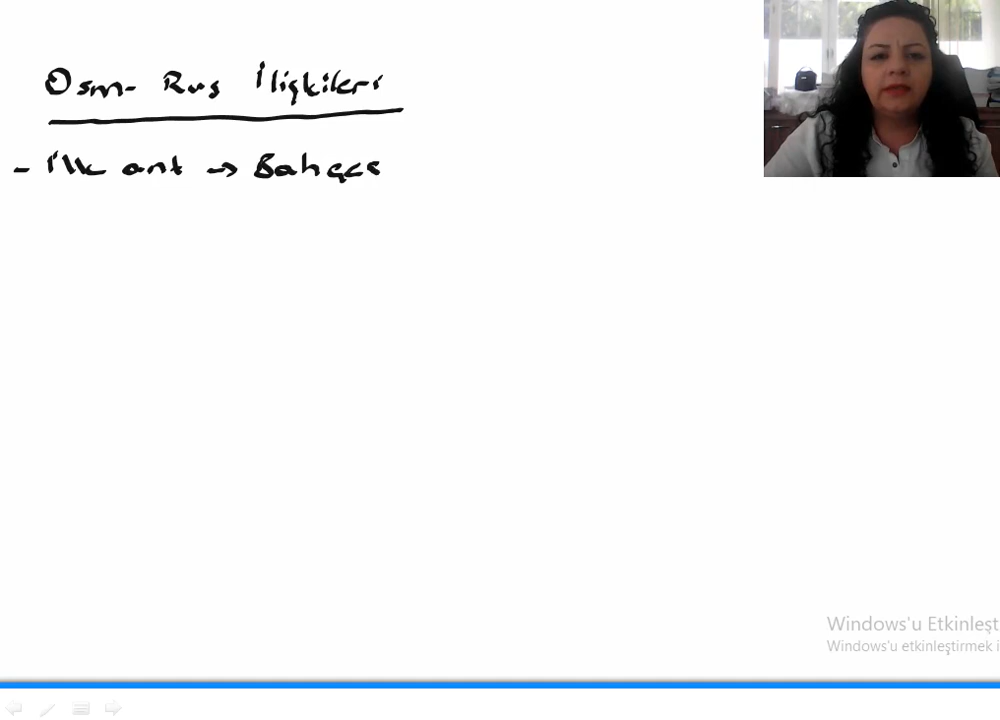 Osm- Rus İlişkileri
- İlk ant → Bahçes
Windows'u Etkinleşt
Windows'u etkinleştirmek i